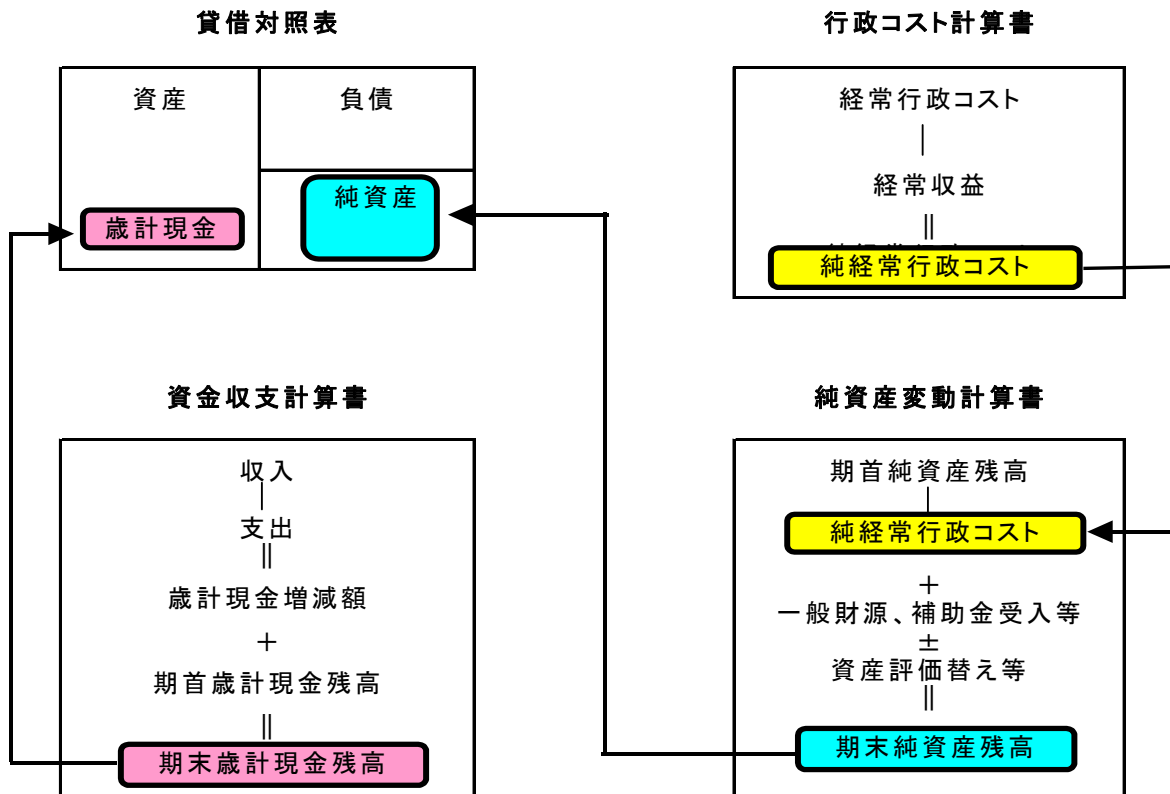 貸借対照表
資産
負債
純資産
歳計現金
行政コスト計算書
経常行政コスト
|
経常収益
||
純経常行政コスト
資金収支計算書
収入
|
支出
||
歳計現金増減額
+
期首歳計現金残高
||
期末歳計現金残高
純資産変動計算書
期首純資産残高
|
純経常行政コスト
+
一般財源、補助金受入等
±
資産評価替え等
||
期末純資産残高